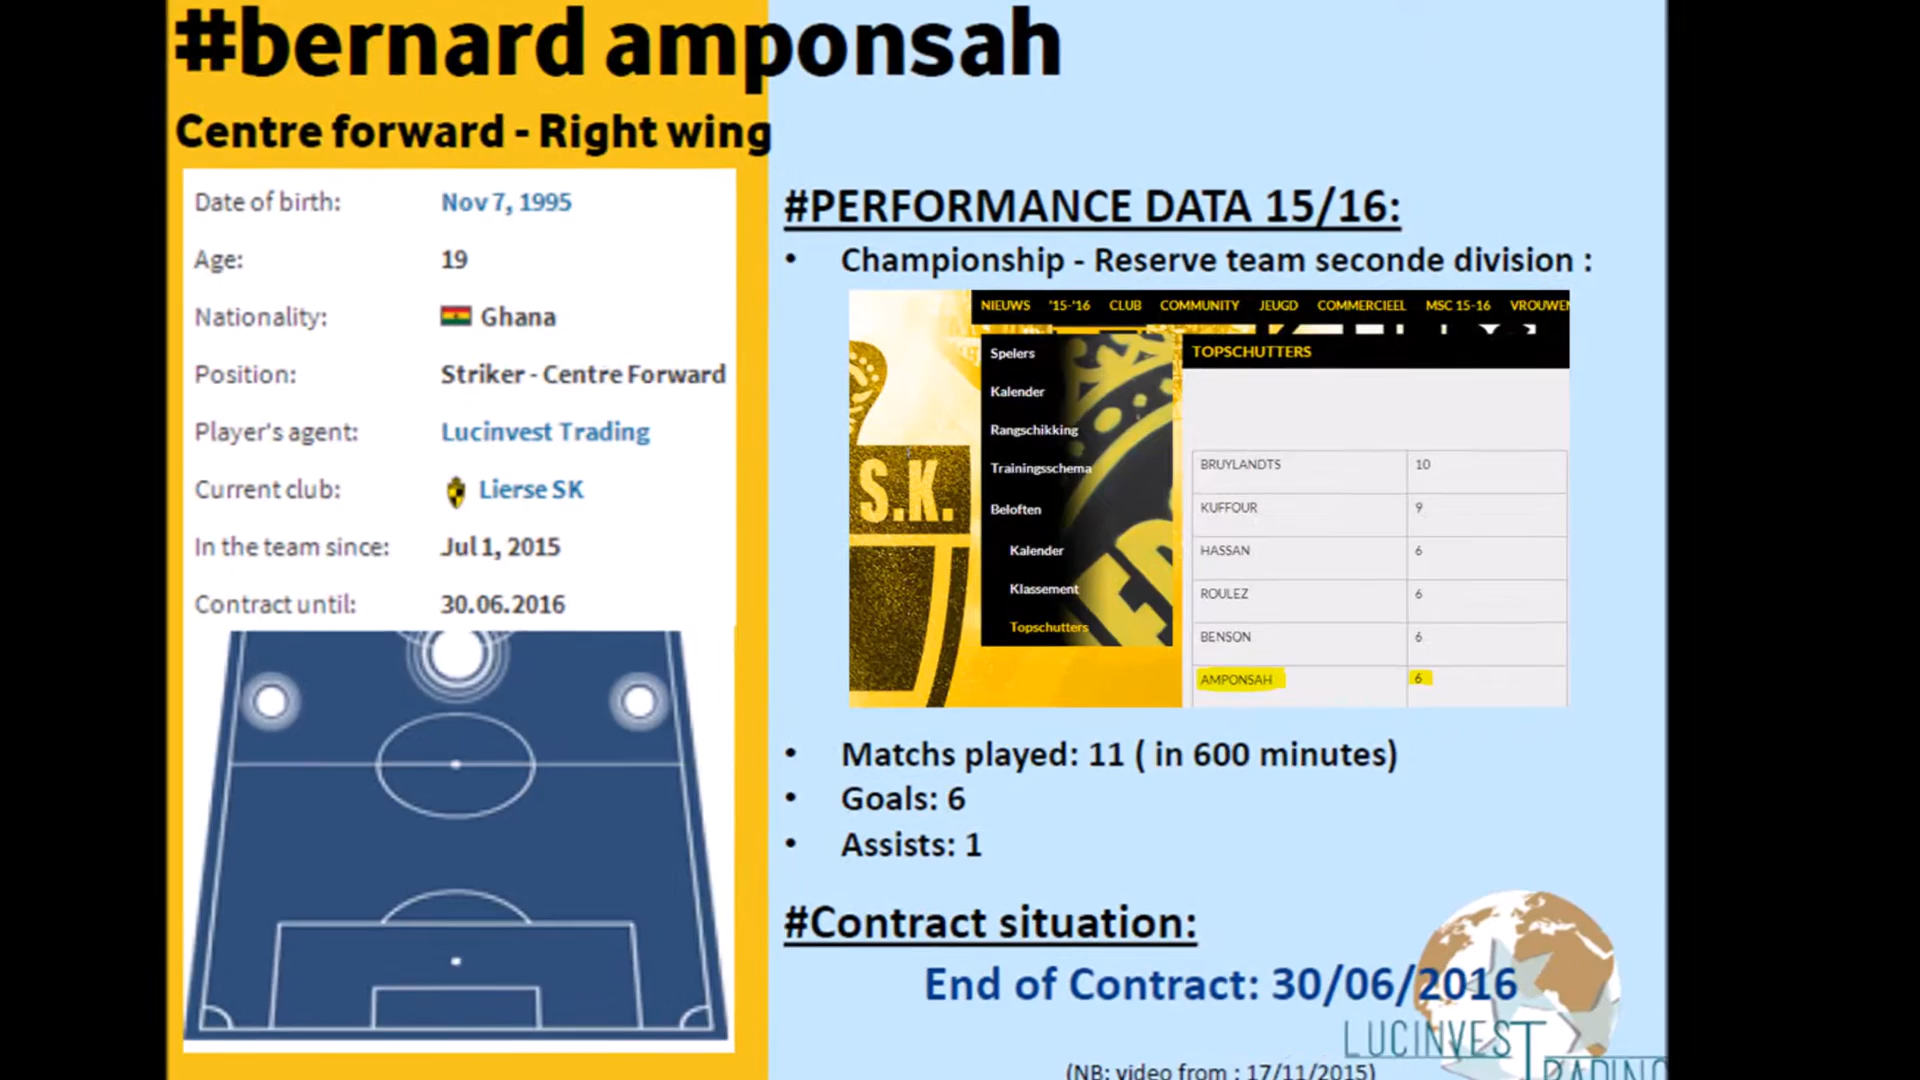 #bernard amponsah
Centre forward - Right wing
Date of birth: Nov 7, 1995
Age: 19
Nationality: Ghana
Position: Striker - Centre Forward
Player's agent: Lucinvest Trading
Current club: Lierse SK
In the team since: Jul 1, 2015
Contract until: 30.06.2016
#PERFORMANCE DATA 15/16:
• Championship - Reserve team seconde division :
NIEUWS '15-'16 CLUB COMMUNITY JEUGD COMMERCIEEL MSC 15-16 VROUWEN
Spelers
Kalender
Rangschikking
Trainingsschema
Beloften
Kalender
Klassement
Topschutters
S.K.
TOPSCHUTTERS
BRUYLANDTS 10
KUFFOUR 9
HASSAN 6
ROULEZ 6
BENSON 6
AMPONSAH 6
• Matchs played: 11 ( in 600 minutes)
• Goals: 6
• Assists: 1
#Contract situation:
End of Contract: 30/06/2016
LUCINVEST
TRADING
(NB: video from : 17/11/2015)